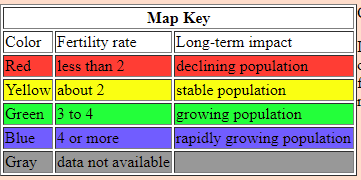 Map Key
Color Fertility rate Long-term impact
Red less than 2 declining population
Yellow about 2 stable population
Green 3 to 4 growing population
Blue 4 or more rapidly growing population
Gray data not available